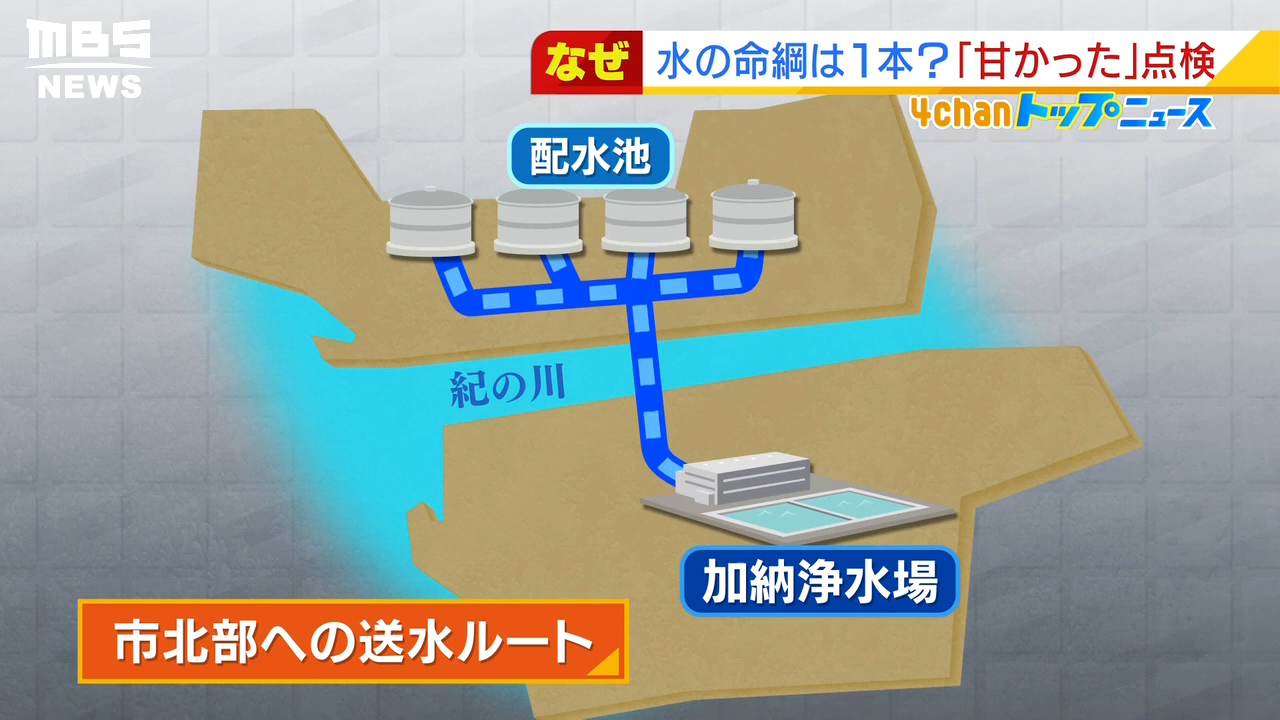 MBS
NEWS
なぜ
水の命綱は1本?「甘かった」点検
4chanトップニュース
配水池
紀の川
加納浄水場
市北部への送水ルート